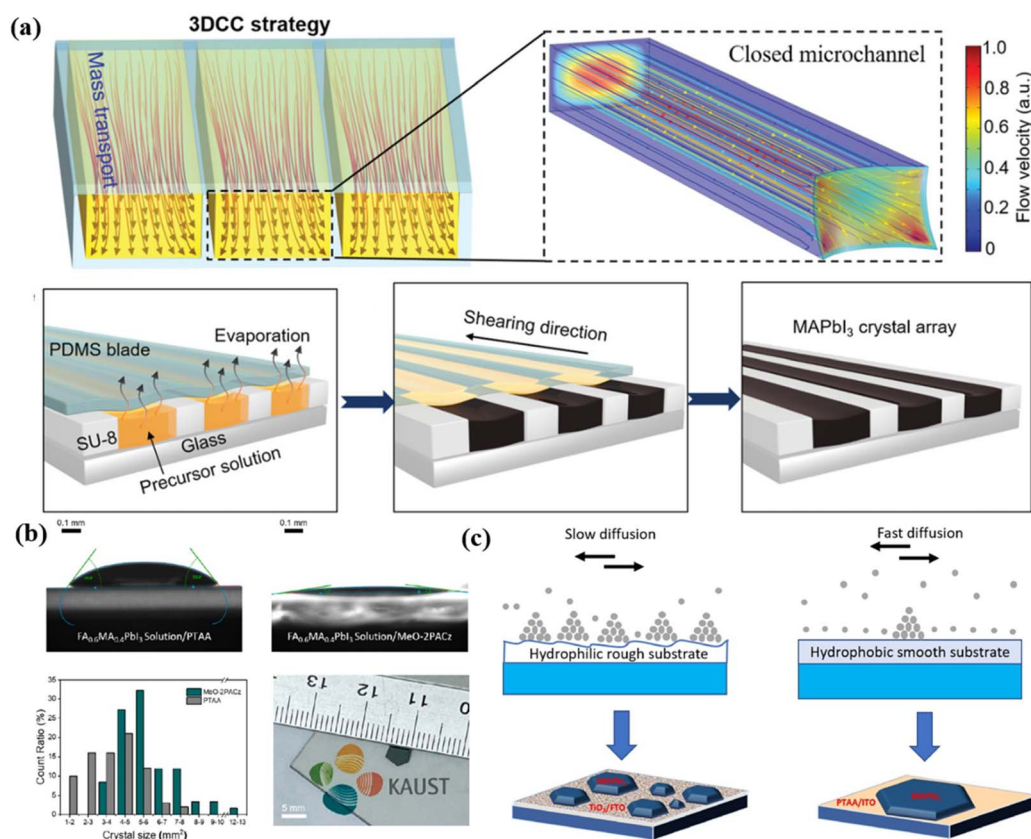 (a)
3DCC strategy
Mass transport
Closed microchannel
1.0
0.8
0.6
0.4
0.2
0
Flow velocity (a.u.)
PDMS blade
Evaporation
SU-8
Glass
Precursor solution
Shearing direction
MAPbI₃ crystal array
(b)
0.1 mm
0.1 mm
FA₀.₆MA₀.₄PbI₃ Solution/PTAA
FA₀.₆MA₀.₄PbI₃ Solution/MeO-2PACz
Count Ratio (%)
35
30
25
20
15
10
5
0
MeO-2PACz
PTAA
1-2 2-3 3-4 4-5 5-6 6-7 7-8 8-9 9-10 12-13
Crystal size (mm²)
13 12 11 0
KAUST
5 mm
(c)
Slow diffusion
Fast diffusion
Hydrophilic rough substrate
Hydrophobic smooth substrate
TiO₂/FTO
PTAA/ITO